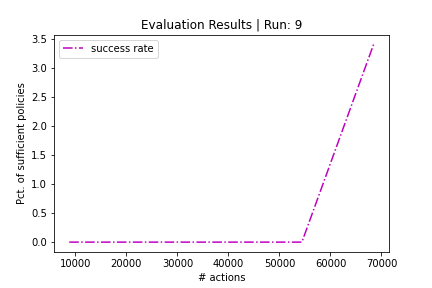 Evaluation Results | Run: 9
success rate
Pct. of sufficient policies
3.5
3.0
2.5
2.0
1.5
1.0
0.5
0.0
10000 20000 30000 40000 50000 60000 70000
# actions